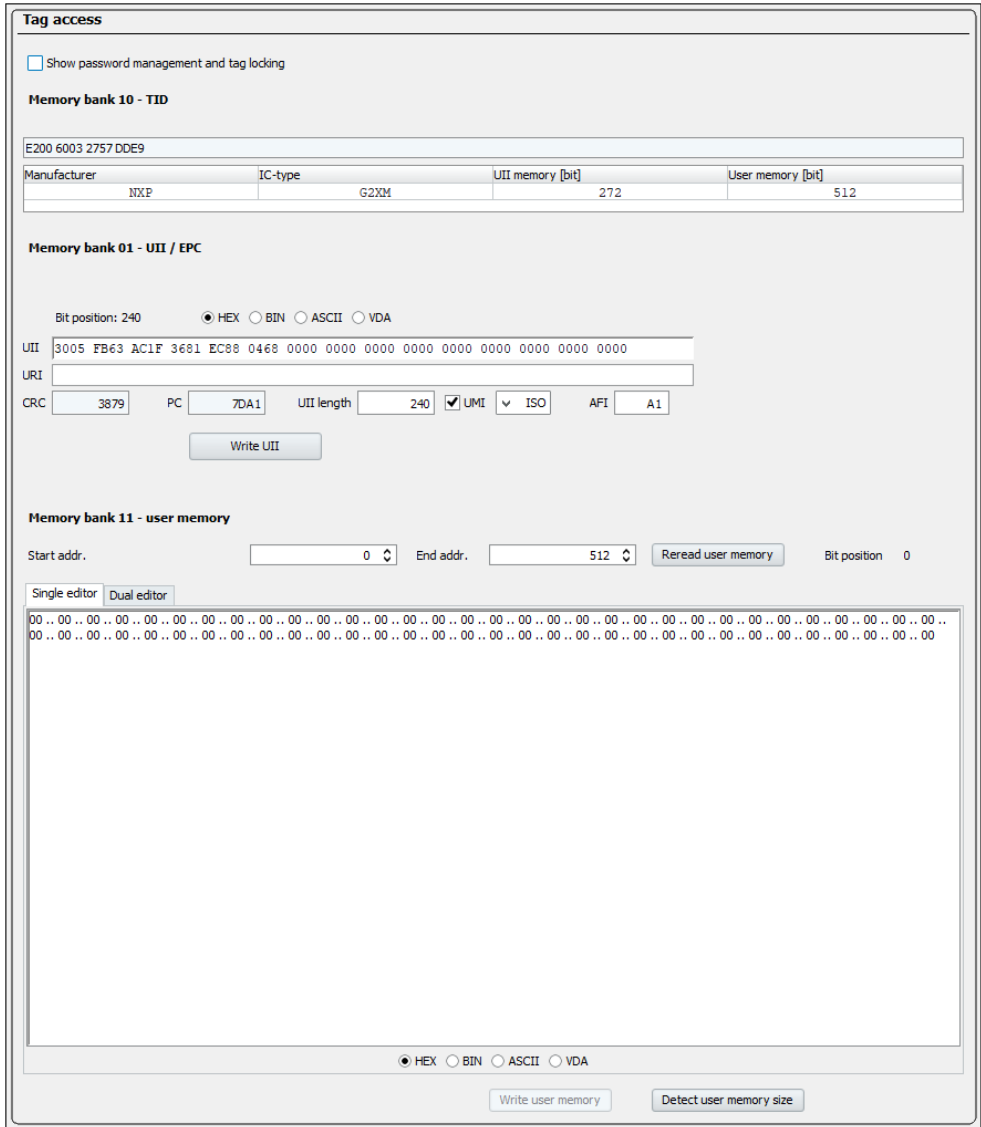 Tag access
Show password management and tag locking
Memory bank 10 - TID
E200 6003 2757 DDE9
Manufacturer IC-type UII memory [bit] User memory [bit]
NXP G2XM 272 512
Memory bank 01 - UII / EPC
Bit position: 240 HEX BIN ASCII VDA
UII 3005 FB63 AC1F 3681 EC88 0468 0000 0000 0000 0000 0000 0000 0000 0000 0000
URI
CRC 3879 PC 7DA1 UII length 240 UMI ISO AFI A1
Write UII
Memory bank 11 - user memory
Start addr. 0 End addr. 512 Reread user memory Bit position 0
Single editor Dual editor
00 .. 00 .. 00 .. 00 .. 00 .. 00 .. 00 .. 00 .. 00 .. 00 .. 00 .. 00 .. 00 .. 00 .. 00 .. 00 .. 00 .. 00 .. 00 .. 00 .. 00 .. 00 .. 00 .. 00 .. 00 .. 00 .. 00 .. 00 .. 00 .. 00 .. 00 .. 00 ..
00 .. 00 .. 00 .. 00 .. 00 .. 00 .. 00 .. 00 .. 00 .. 00 .. 00 .. 00 .. 00 .. 00 .. 00 .. 00 .. 00 .. 00 .. 00 .. 00 .. 00 .. 00 .. 00 .. 00 .. 00 .. 00 .. 00 .. 00 .. 00 .. 00 .. 00 .. 00
HEX BIN ASCII VDA
Write user memory Detect user memory size